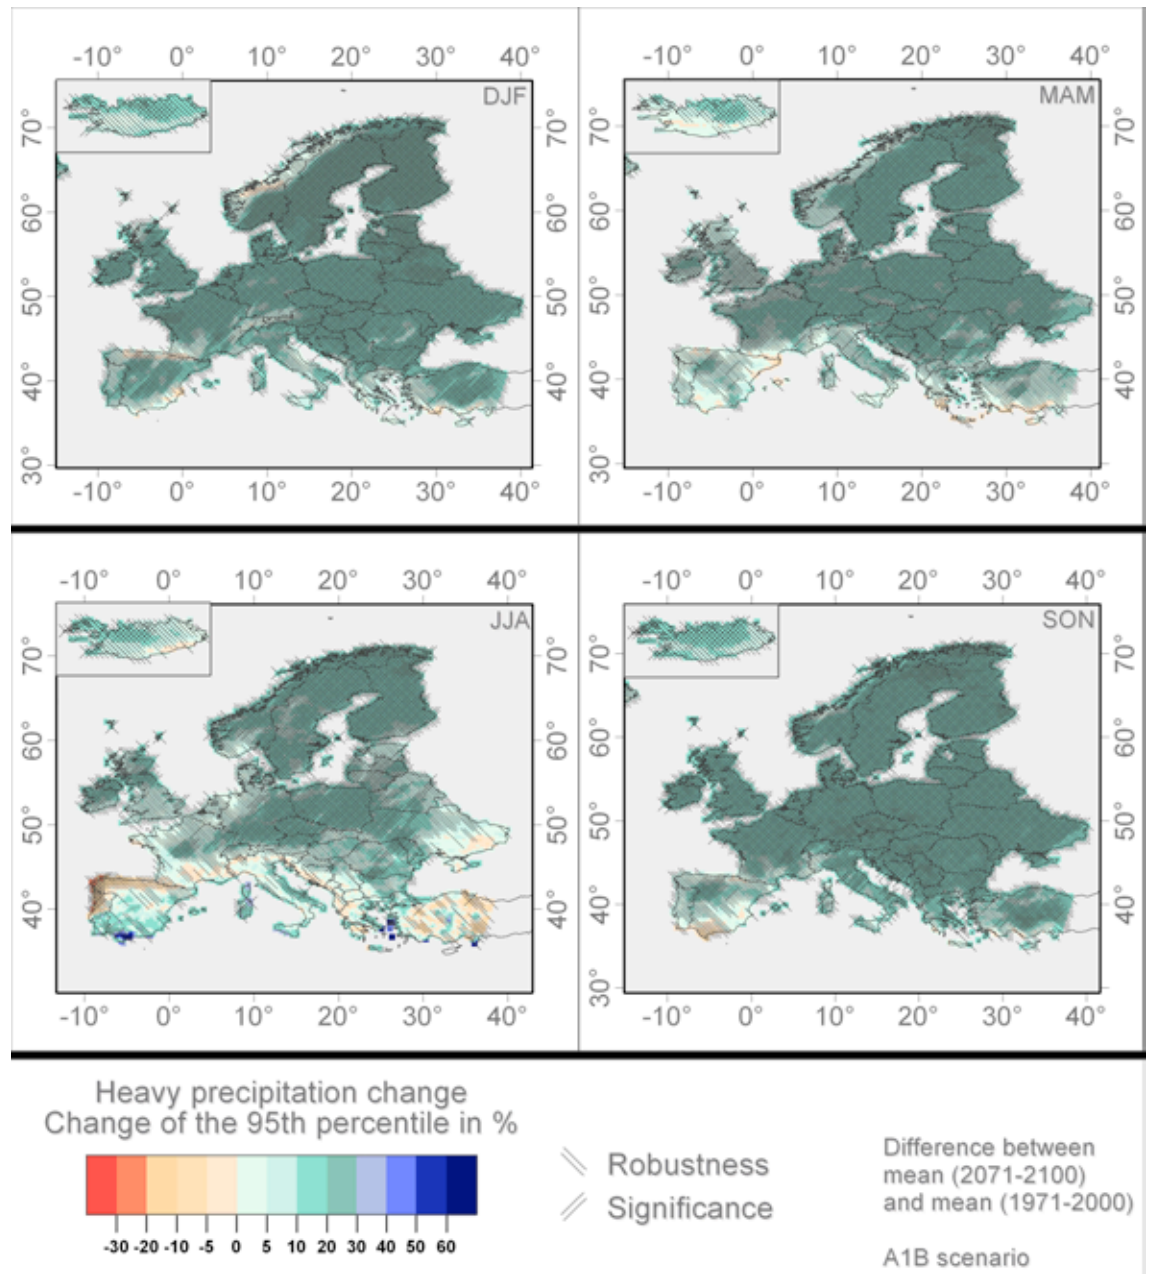 -10° 0° 10° 20° 30° 40°
-10° 0° 10° 20° 30° 40°
DJF
MAM
70° 70° 70° 70°
60° 60° 60° 60°
50° 50° 50° 50°
40° 40° 40° 40°
30° 30°
-10° 0° 10° 20° 30° 40°
-10° 0° 10° 20° 30° 40°
-10° 0° 10° 20° 30° 40°
-10° 0° 10° 20° 30° 40°
JJA
SON
70° 70° 70° 70°
60° 60° 60° 60°
50° 50° 50° 50°
40° 40° 40° 40°
30°
-10° 0° 10° 20° 30° 40°
-10° 0° 10° 20° 30° 40°
Heavy precipitation change
Change of the 95th percentile in %
-30 -20 -10 -5 0 5 10 20 30 40 50 60
Robustness
Significance
Difference between
mean (2071-2100)
and mean (1971-2000)
A1B scenario